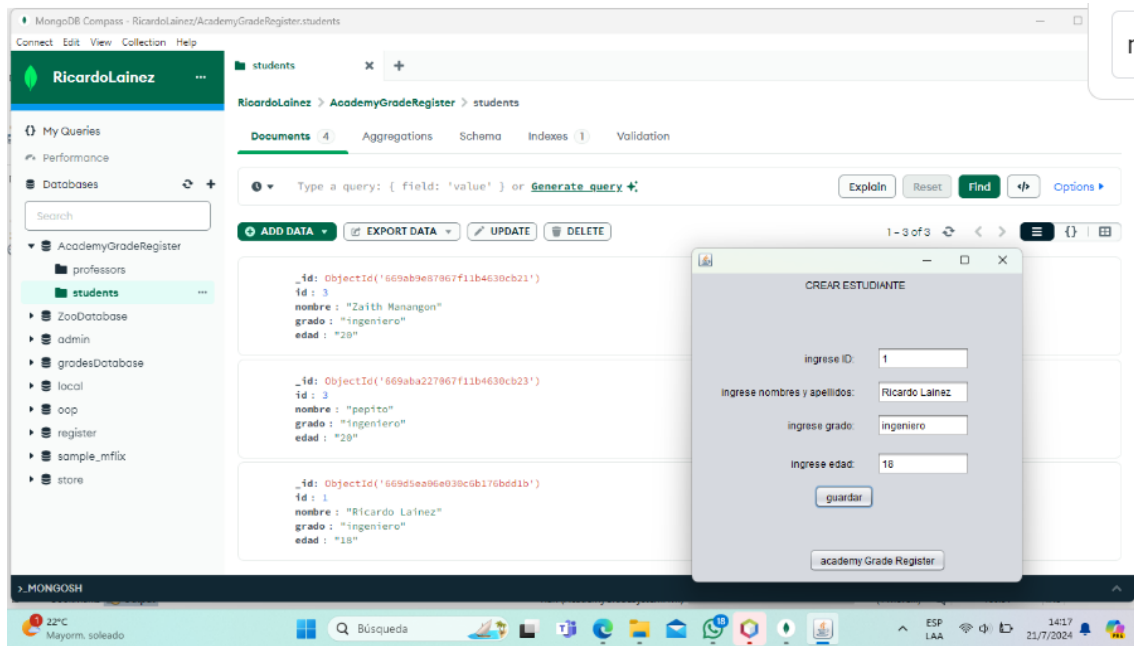 MongoDB Compass - RicardoLainez/AcademyGradeRegister.students
Connect Edit View Collection Help
RicardoLainez
students
RicardoLainez > AcademyGradeRegister > students
My Queries
Performance
Databases
Search
AcademyGradeRegister
professors
students
ZooDatabase
admin
gradesDatabase
local
oop
register
sample_mflix
store
Documents 4 Aggregations Schema Indexes 1 Validation
Type a query: { field: 'value' } or Generate query
Explain Reset Find </> Options
ADD DATA EXPORT DATA UPDATE DELETE
1 – 3 of 3
_id: ObjectId('669ab9e87067f11b4630cb21')
id : 3
nombre : "Zaith Manangon"
grado : "ingeniero"
edad : "20"
_id: ObjectId('669aba227067f11b4630cb23')
id : 3
nombre : "pepito"
grado : "ingeniero"
edad : "20"
_id: ObjectId('669d5ea06e030c6b176bdd1b')
id : 1
nombre : "Ricardo Lainez"
grado : "ingeniero"
edad : "18"
CREAR ESTUDIANTE
ingrese ID: 1
ingrese nombres y apellidos: Ricardo Lainez
ingrese grado: ingeniero
ingrese edad: 18
guardar
academy Grade Register
>_MONGOSH
22°C
Mayorm. soleado
Búsqueda
ESP
LAA
14:17
21/7/2024